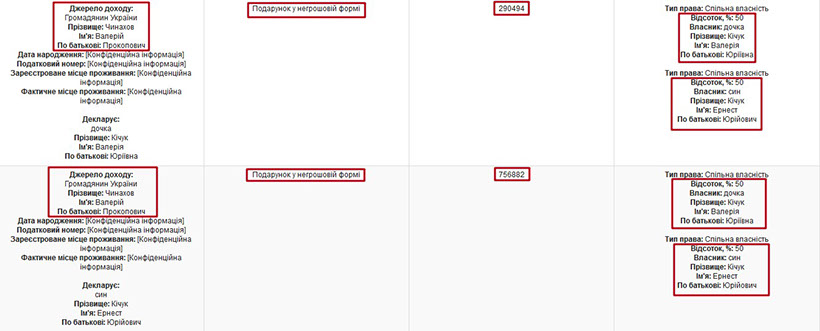 Джерело доходу:
Громадянин України
Прізвище: Чинахов
Ім'я: Валерій
По батькові: Прокопович
Дата народження: [Конфіденційна
інформація]
Податковий номер: [Конфіденційна
інформація]
Зареєстроване місце проживання: [Конфіденційна
інформація]
Фактичне місце проживання: [Конфіденційна
інформація]
Декларує:
дочка
Прізвище: Кічук
Ім'я: Валерія
По батькові: Юріївна
Подарунок у негрошовій формі
290494
Тип права: Спільна власність
Відсоток, %: 50
Власник: дочка
Прізвище: Кічук
Ім'я: Валерія
По батькові: Юріївна
Тип права: Спільна власність
Відсоток, %: 50
Власник: син
Прізвище: Кічук
Ім'я: Ернест
По батькові: Юрійович
Джерело доходу:
Громадянин України
Прізвище: Чинахов
Ім'я: Валерій
По батькові: Прокопович
Дата народження: [Конфіденційна інформація]
Податковий номер: [Конфіденційна інформація]
Зареєстроване місце проживання: [Конфіденційна
інформація]
Фактичне місце проживання: [Конфіденційна
інформація]
Декларує:
син
Прізвище: Кічук
Ім'я: Ернест
По батькові: Юрійович
Подарунок у негрошовій формі
756882
Тип права: Спільна власність
Відсоток, %: 50
Власник: дочка
Прізвище: Кічук
Ім'я: Валерія
По батькові: Юріївна
Тип права: Спільна власність
Відсоток, %: 50
Власник: син
Прізвище: Кічук
Ім'я: Ернест
По батькові: Юрійович